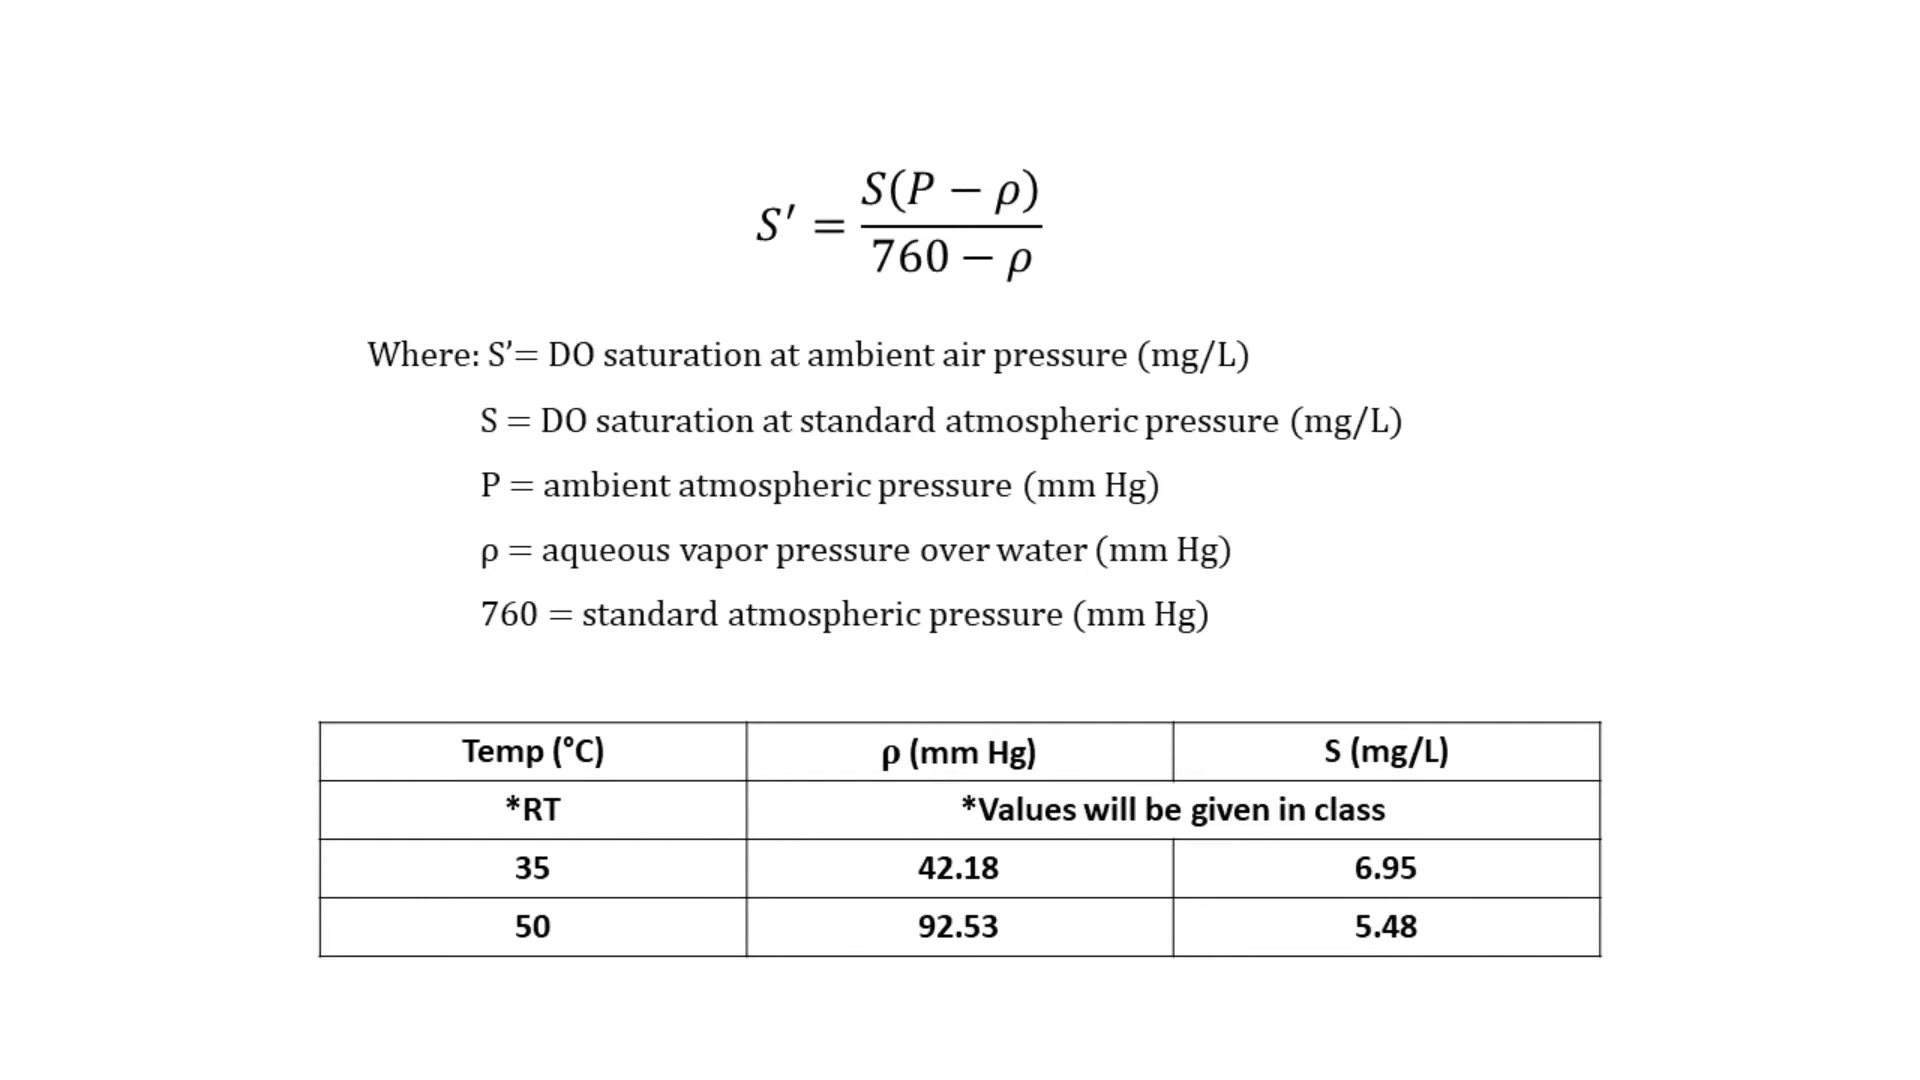 S′ = S(P − ρ) / 760 − ρ
Where: S’= DO saturation at ambient air pressure (mg/L)
S = DO saturation at standard atmospheric pressure (mg/L)
P = ambient atmospheric pressure (mm Hg)
ρ = aqueous vapor pressure over water (mm Hg)
760 = standard atmospheric pressure (mm Hg)
Temp (°C) ρ (mm Hg) S (mg/L)
*RT *Values will be given in class
35 42.18 6.95
50 92.53 5.48